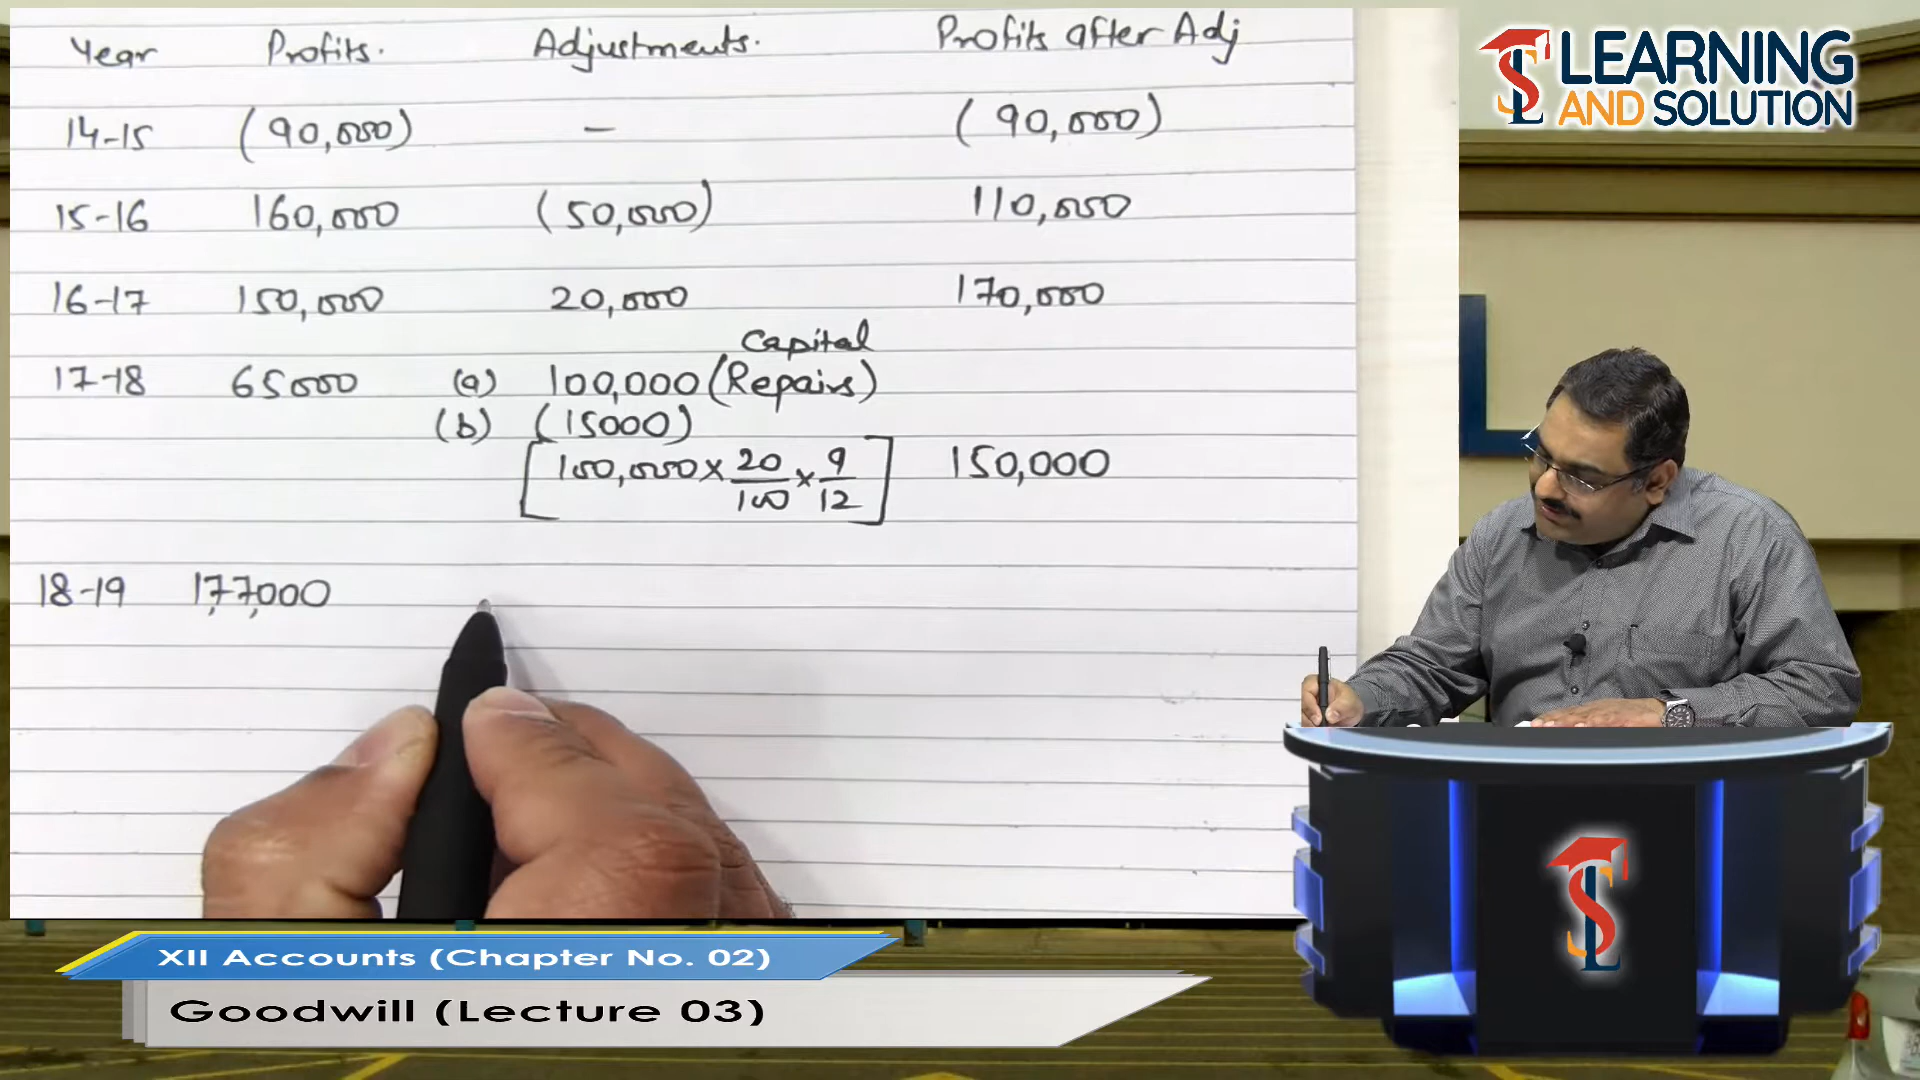 Year Profits. Adjustments. Profits after Adj
14-15 (90,000) — (90,000)
15-16 160,000 (50,000) 110,000
16-17 150,000 20,000 170,000
Capital
17-18 65000 (a) 100,000 (Repairs)
(b) (15000)
[100,000 × 20/100 × 9/12] 150,000
18-19 1,77,000
LEARNING
AND SOLUTION
XII Accounts (Chapter No. 02)
Goodwill (Lecture 03)